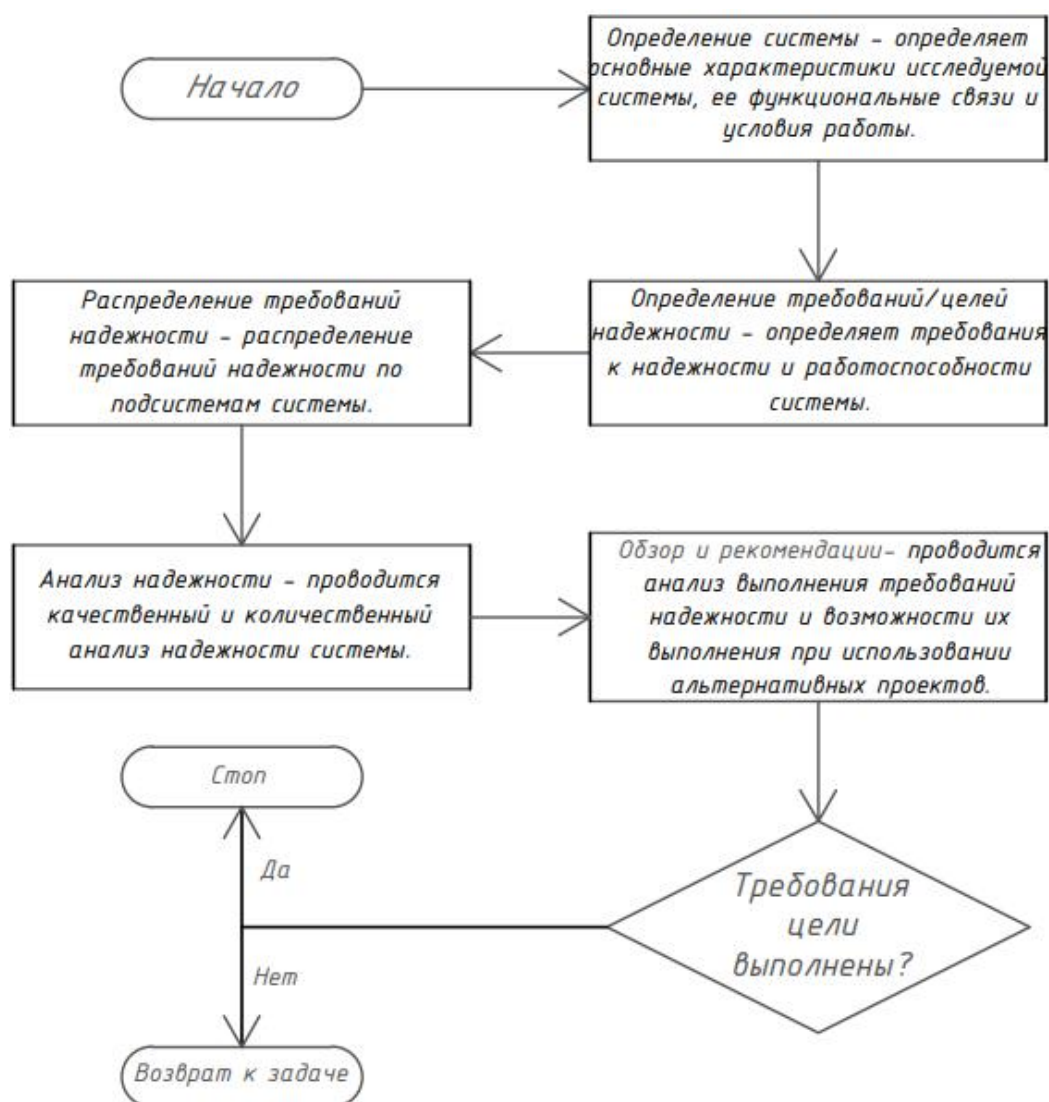 Начало
Определение системы - определяет
основные характеристики исследуемой
системы, ее функциональные связи и
условия работы.
Определение требований/целей
надежности - определяет требования
к надежности и работоспособности
системы.
Распределение требований
надежности - распределение
требований надежности по
подсистемам системы.
Анализ надежности - проводится
качественный и количественный
анализ надежности системы.
Обзор и рекомендации- проводится
анализ выполнения требований
надежности и возможности их
выполнения при использовании
альтернативных проектов.
Требования
цели
выполнены?
Стоп
Да
Нет
Возврат к задаче